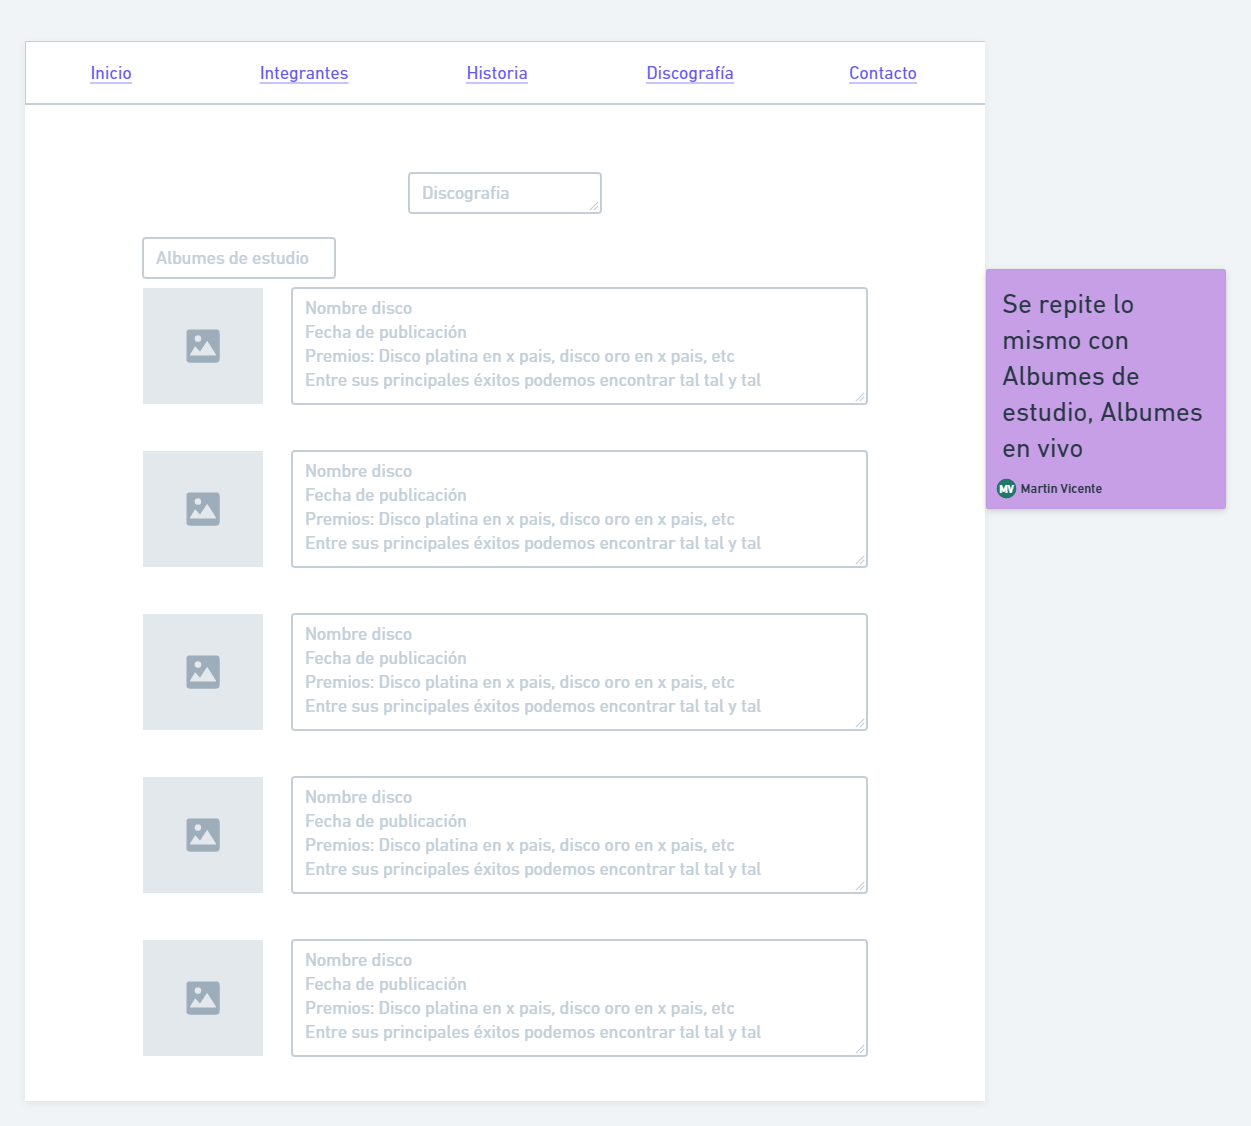 Inicio Integrantes Historia Discografía Contacto
Discografia
Albumes de estudio
Nombre disco
Fecha de publicación
Premios: Disco platina en x pais, disco oro en x pais, etc
Entre sus principales éxitos podemos encontrar tal tal y tal
Nombre disco
Fecha de publicación
Premios: Disco platina en x pais, disco oro en x pais, etc
Entre sus principales éxitos podemos encontrar tal tal y tal
Nombre disco
Fecha de publicación
Premios: Disco platina en x pais, disco oro en x pais, etc
Entre sus principales éxitos podemos encontrar tal tal y tal
Nombre disco
Fecha de publicación
Premios: Disco platina en x pais, disco oro en x pais, etc
Entre sus principales éxitos podemos encontrar tal tal y tal
Nombre disco
Fecha de publicación
Premios: Disco platina en x pais, disco oro en x pais, etc
Entre sus principales éxitos podemos encontrar tal tal y tal
Se repite lo
mismo con
Albumes de
estudio, Albumes
en vivo
MV Martin Vicente